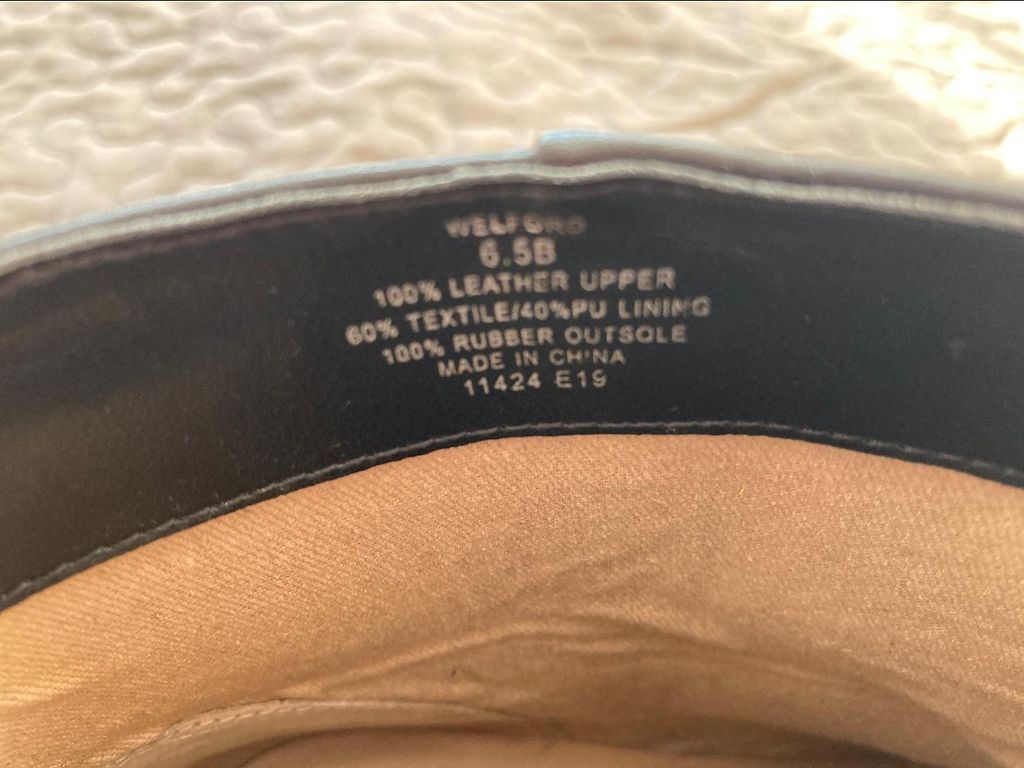 WELFORD
6.5B
100% LEATHER UPPER
60% TEXTILE/40%PU LINING
100% RUBBER OUTSOLE
MADE IN CHINA
11424 E19